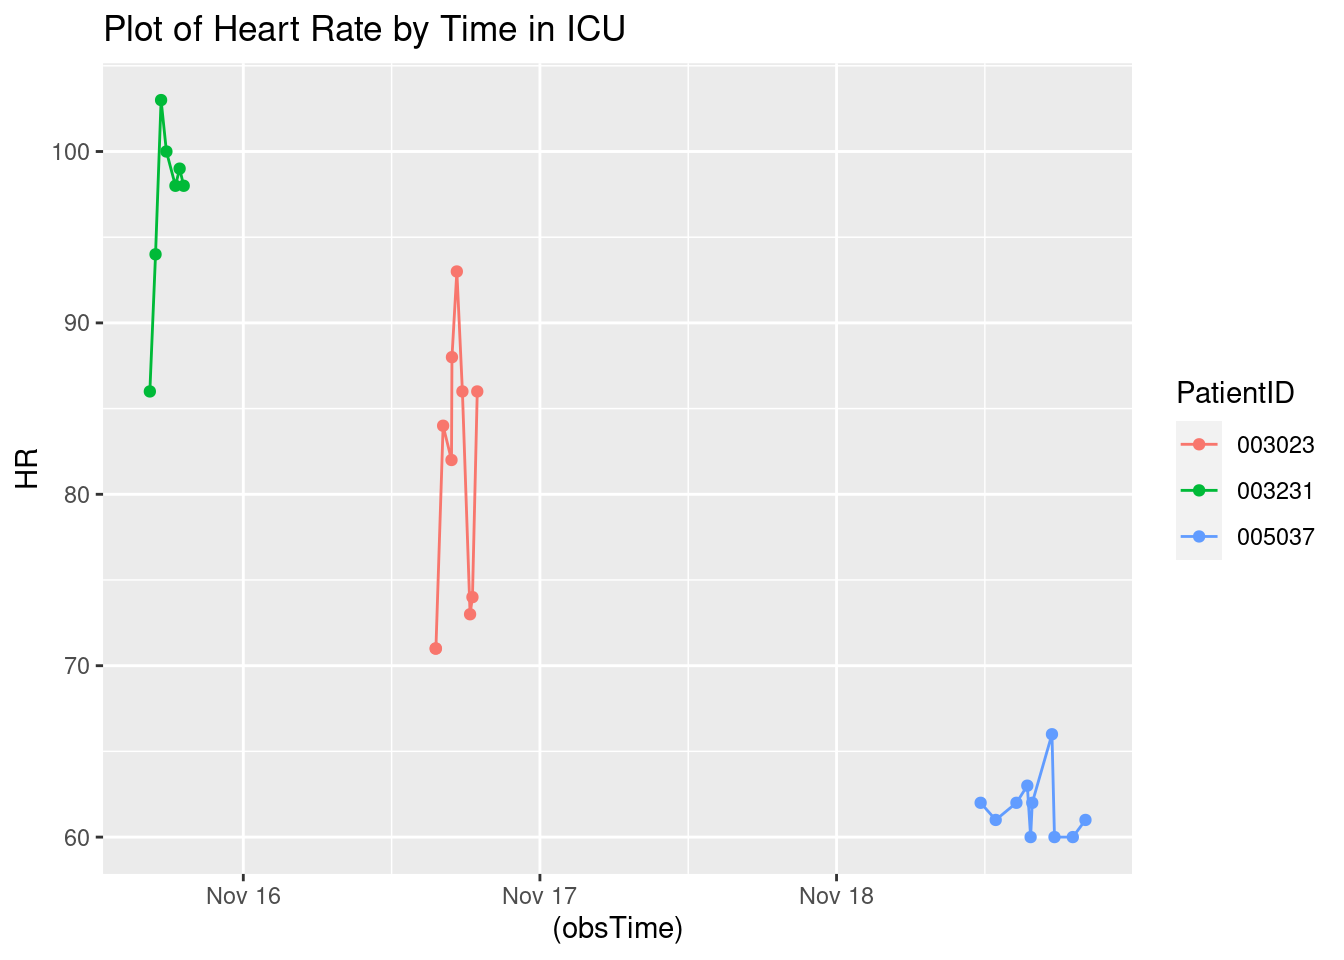 Plot of Heart Rate by Time in ICU
HR
100
90
80
70
60
Nov 16
Nov 17
Nov 18
(obsTime)
PatientID
003023
003231
005037